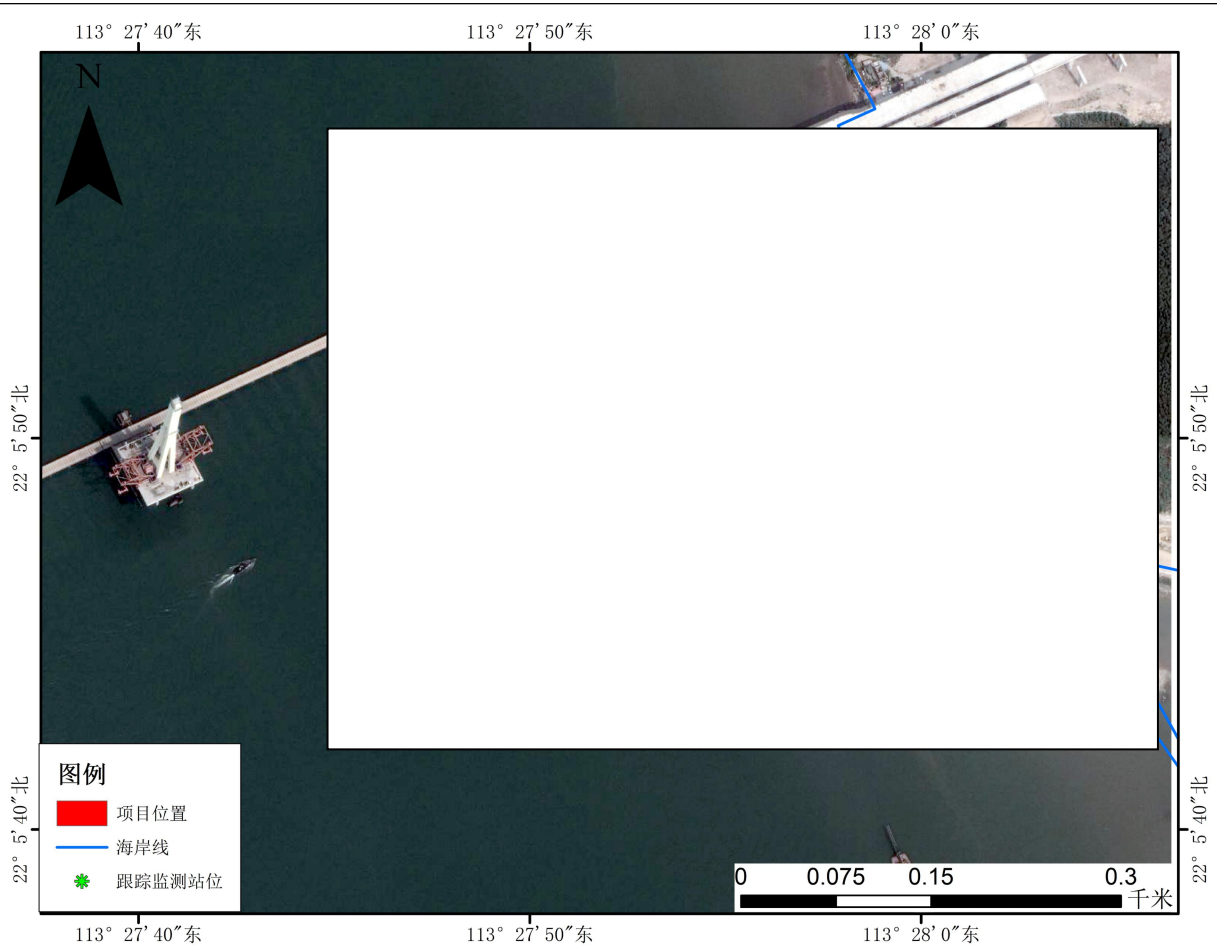 113° 27′40″东 113° 27′50″东 113° 28′0″东
N
22° 5′50″北 22° 5′50″北
22° 5′40″北 22° 5′40″北
图例
项目位置
海岸线
跟踪监测站位
0 0.075 0.15 0.3
千米
113° 27′40″东 113° 27′50″东 113° 28′0″东